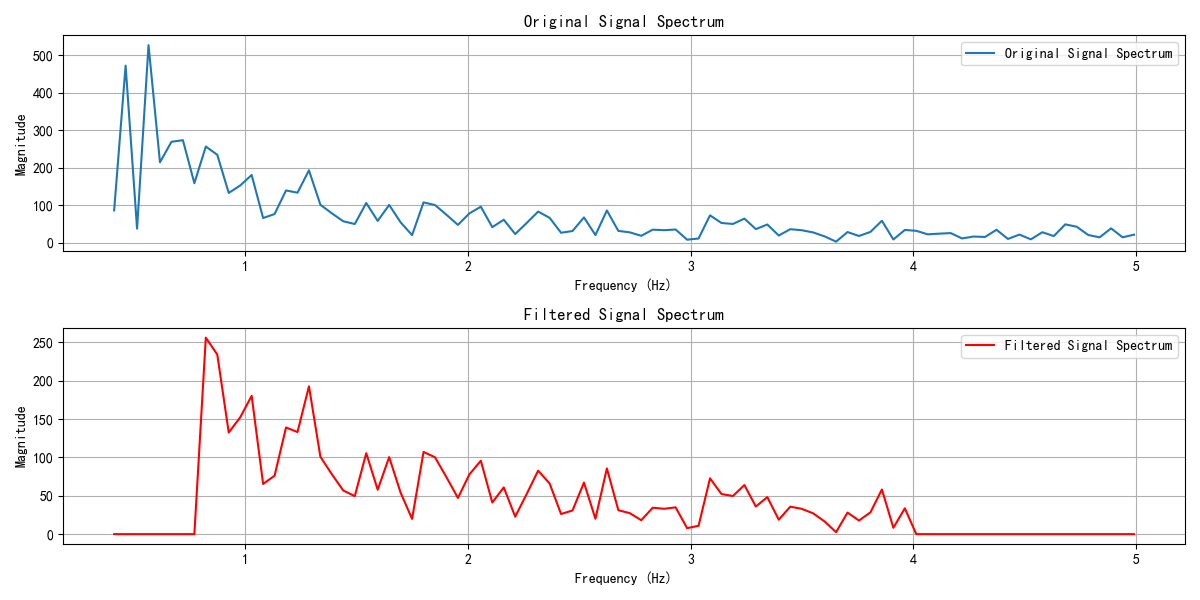 Original Signal Spectrum
Original Signal Spectrum
Magnitude
500
400
300
200
100
0
1 2 3 4 5
Frequency (Hz)
Filtered Signal Spectrum
Filtered Signal Spectrum
Magnitude
250
200
150
100
50
0
1 2 3 4 5
Frequency (Hz)